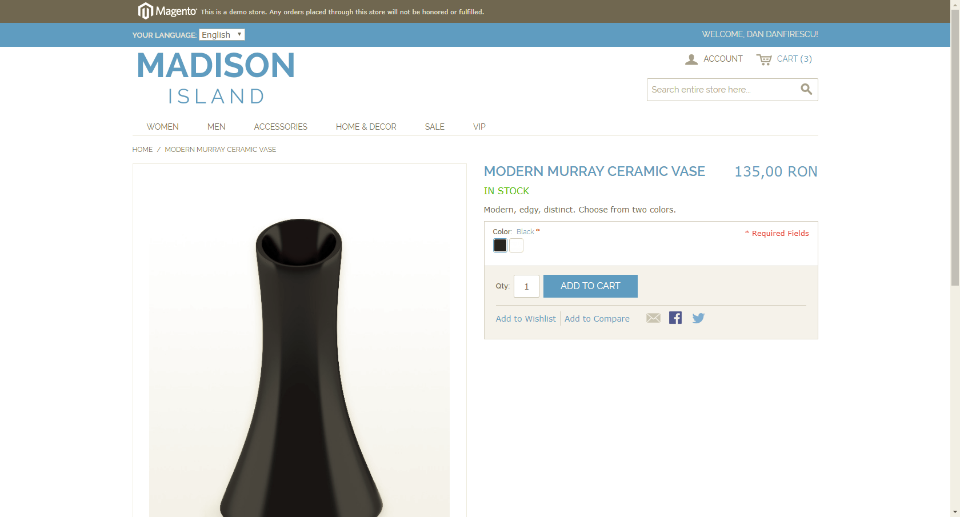 Magento This is a demo store. Any orders placed through this store will not be honored or fulfilled.
YOUR LANGUAGE: English WELCOME, DAN DANFIRESCU!
MADISON
ISLAND
ACCOUNT CART (3)
Search entire store here...
WOMEN MEN ACCESSORIES HOME & DECOR SALE VIP
HOME / MODERN MURRAY CERAMIC VASE
MODERN MURRAY CERAMIC VASE 135,00 RON
IN STOCK
Modern, edgy, distinct. Choose from two colors.
Color: Black * * Required Fields
Qty: 1 ADD TO CART
Add to Wishlist Add to Compare